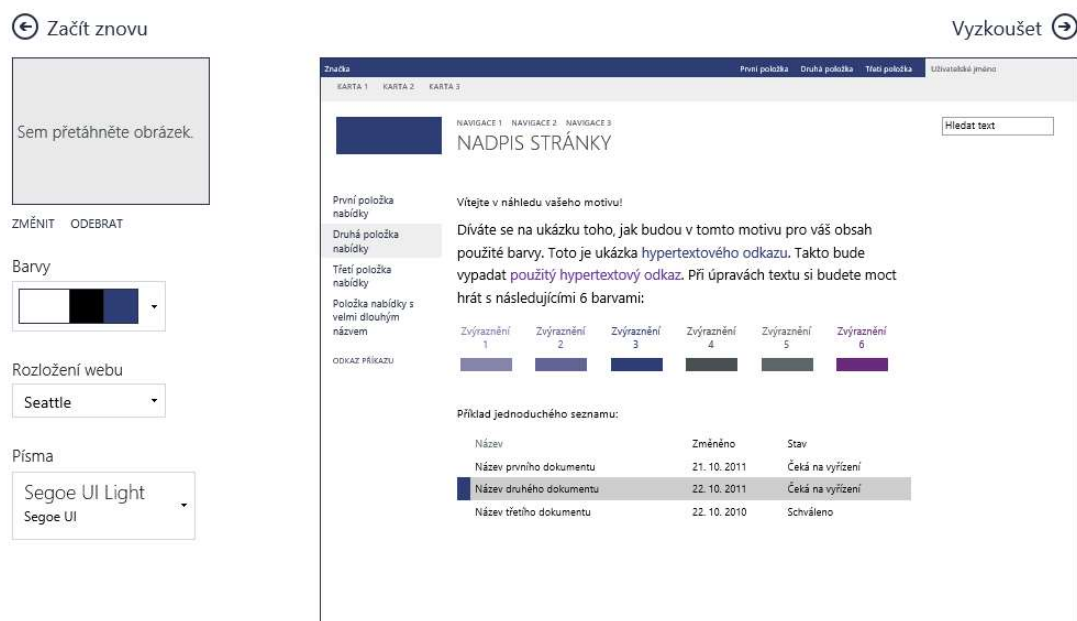 Začít znovu
Vyzkoušet
Sem přetáhněte obrázek.
ZMĚNIT ODEBRAT
Barvy
Rozložení webu
Seattle
Písma
Segoe UI Light
Segoe UI
Značka První položka Druhá položka Třetí položka Uživatelské jméno
KARTA 1 KARTA 2 KARTA 3
NAVIGACE 1 NAVIGACE 2 NAVIGACE 3
NADPIS STRÁNKY
Hledat text
První položka
nabídky
Druhá položka
nabídky
Třetí položka
nabídky
Položka nabídky s
velmi dlouhým
názvem
ODKAZ PŘÍKAZU
Vítejte v náhledu vašeho motivu!
Díváte se na ukázku toho, jak budou v tomto motivu pro váš obsah
použité barvy. Toto je ukázka hypertextového odkazu. Takto bude
vypadat použitý hypertextový odkaz. Při úpravách textu si budete moct
hrát s následujícími 6 barvami:
Zvýraznění Zvýraznění Zvýraznění Zvýraznění Zvýraznění Zvýraznění
1 2 3 4 5 6
Příklad jednoduchého seznamu:
Název Změněno Stav
Název prvního dokumentu 21. 10. 2011 Čeká na vyřízení
Název druhého dokumentu 22. 10. 2011 Čeká na vyřízení
Název třetího dokumentu 22. 10. 2010 Schváleno